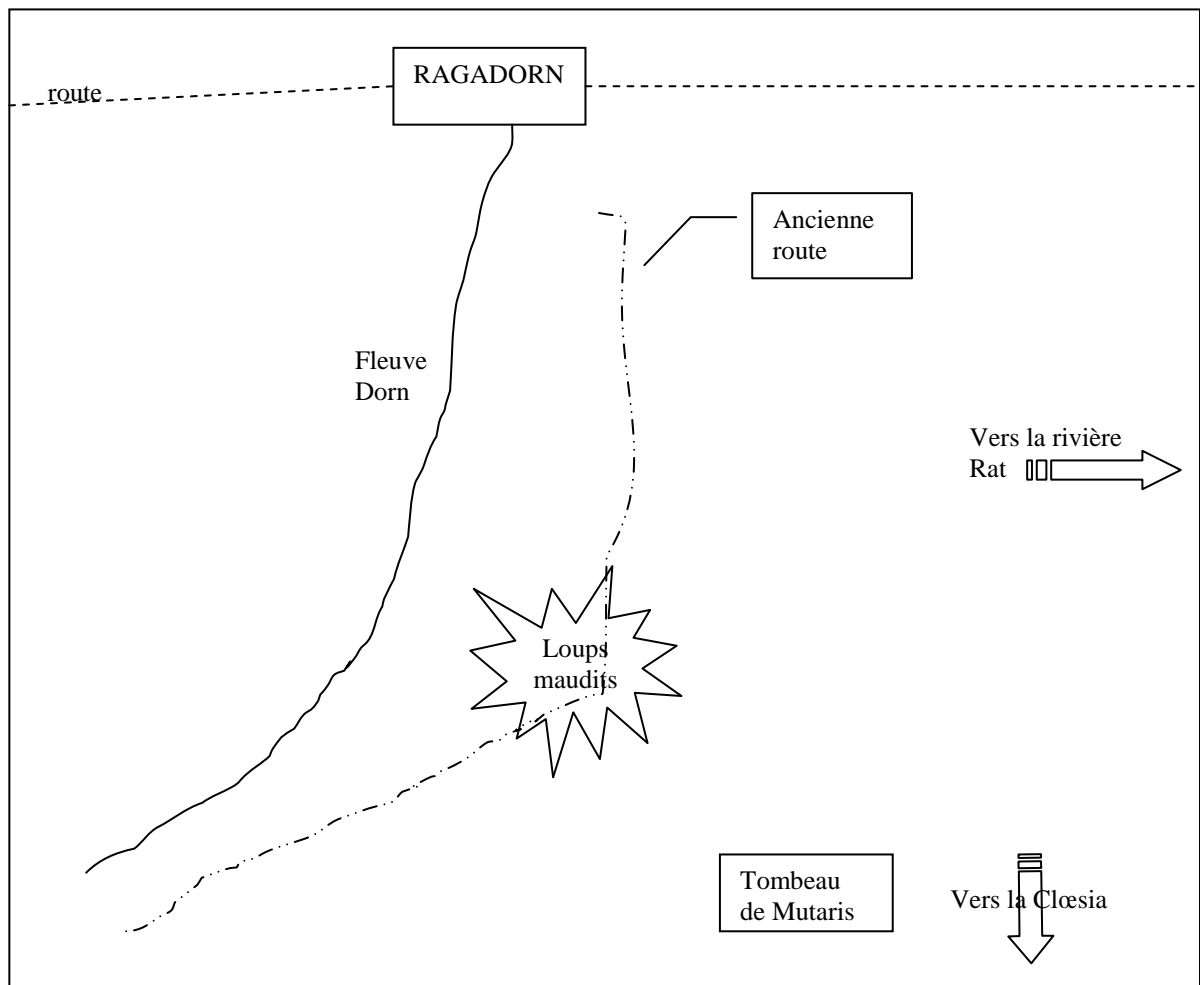 RAGADORN
route
Ancienne
route
Fleuve
Dorn
Vers la rivière
Rat
Loups
maudits
Tombeau
de Mutaris
Vers la Clœsia